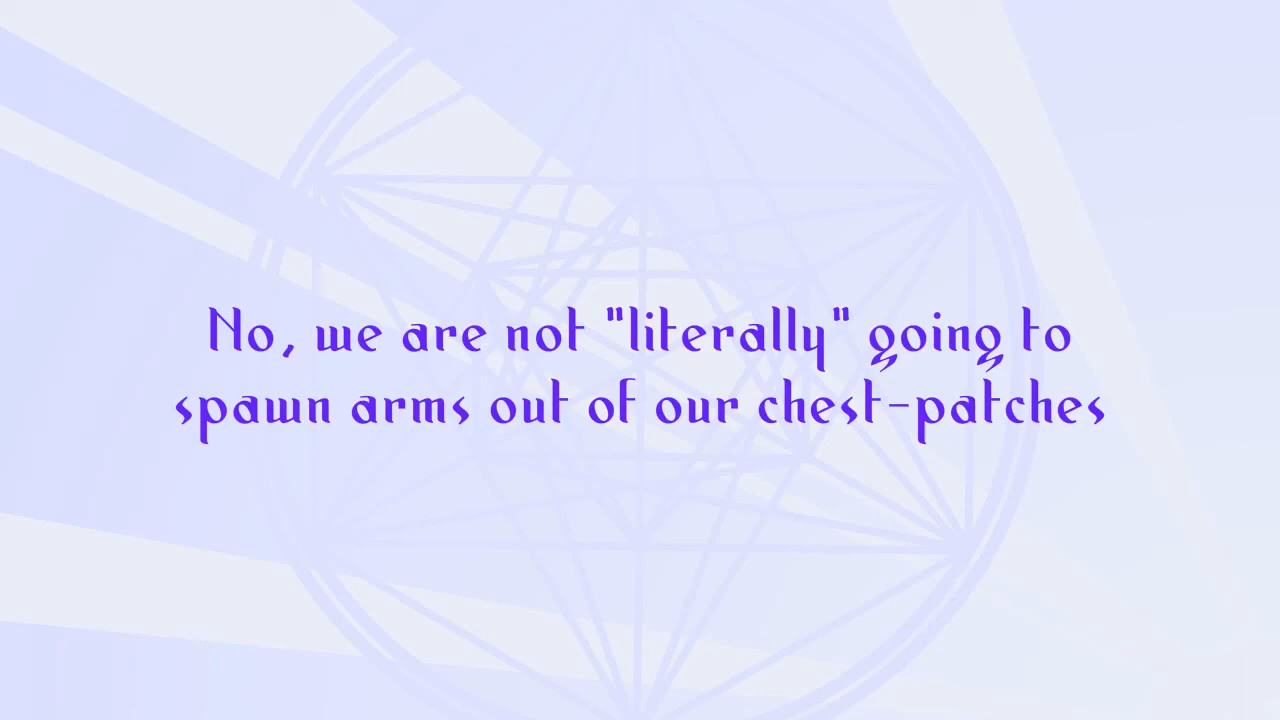 No, we are not "literally" going to
spawn arms out of our chest-patches